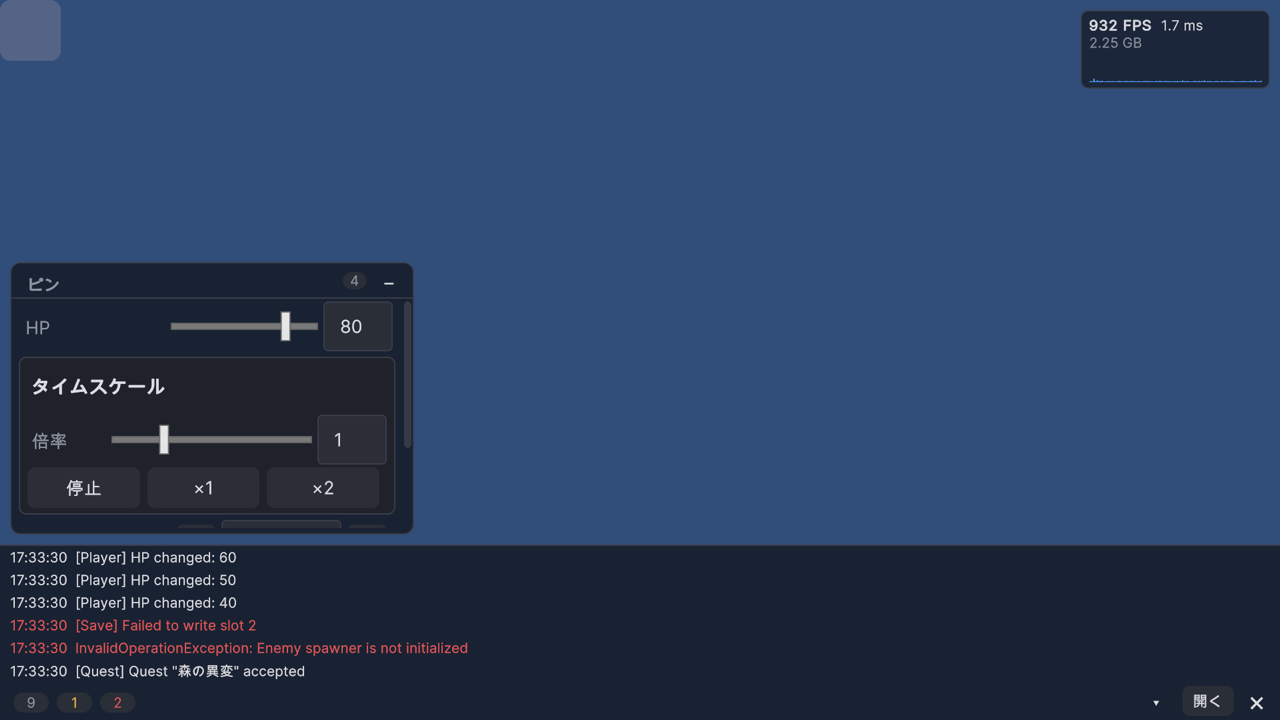 932 FPS 1.7 ms
2.25 GB
ピン 4 –
HP 80
タイムスケール
倍率 1
停止 ×1 ×2
17:33:30 [Player] HP changed: 60
17:33:30 [Player] HP changed: 50
17:33:30 [Player] HP changed: 40
17:33:30 [Save] Failed to write slot 2
17:33:30 InvalidOperationException: Enemy spawner is not initialized
17:33:30 [Quest] Quest "森の異変" accepted
9 1 2 ▾ 開く ✕